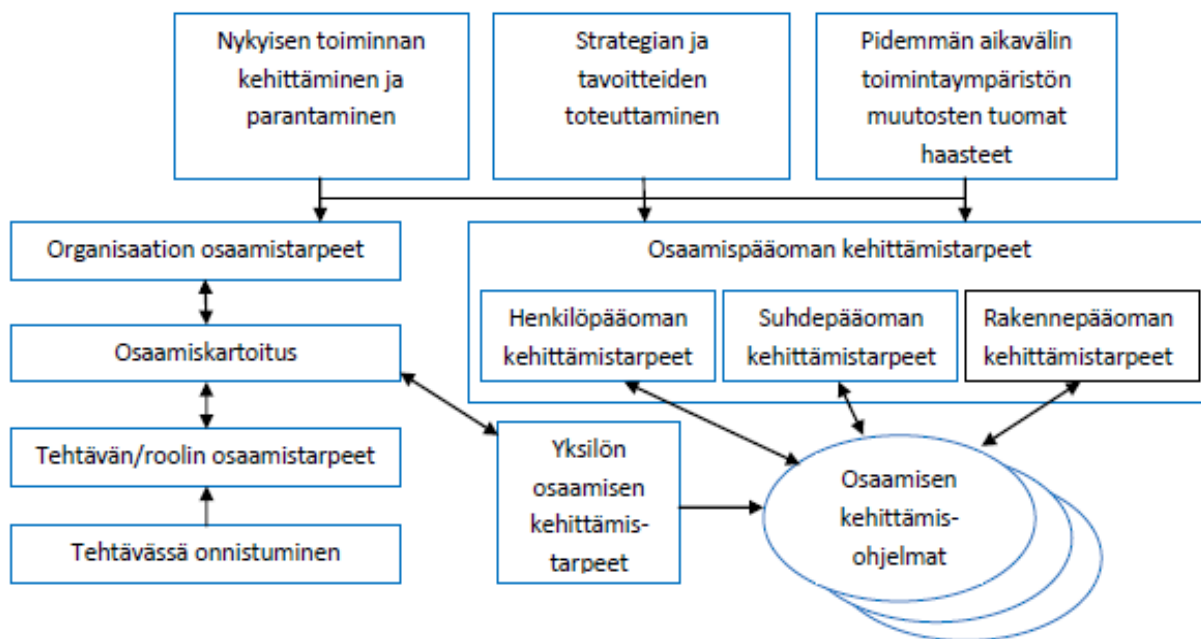 Nykyisen toiminnan
kehittäminen ja
parantaminen
Strategian ja
tavoitteiden
toteuttaminen
Pidemmän aikavälin
toimintaympäristön
muutosten tuomat
haasteet
Organisaation osaamistarpeet
Osaamispääoman kehittämistarpeet
Henkilöpääoman
kehittämistarpeet
Suhdepääoman
kehittämistarpeet
Rakennepääoman
kehittämistarpeet
Osaamiskartoitus
Tehtävän/roolin osaamistarpeet
Tehtävässä onnistuminen
Yksilön
osaamisen
kehittämis-
tarpeet
Osaamisen
kehittämis-
ohjelmat